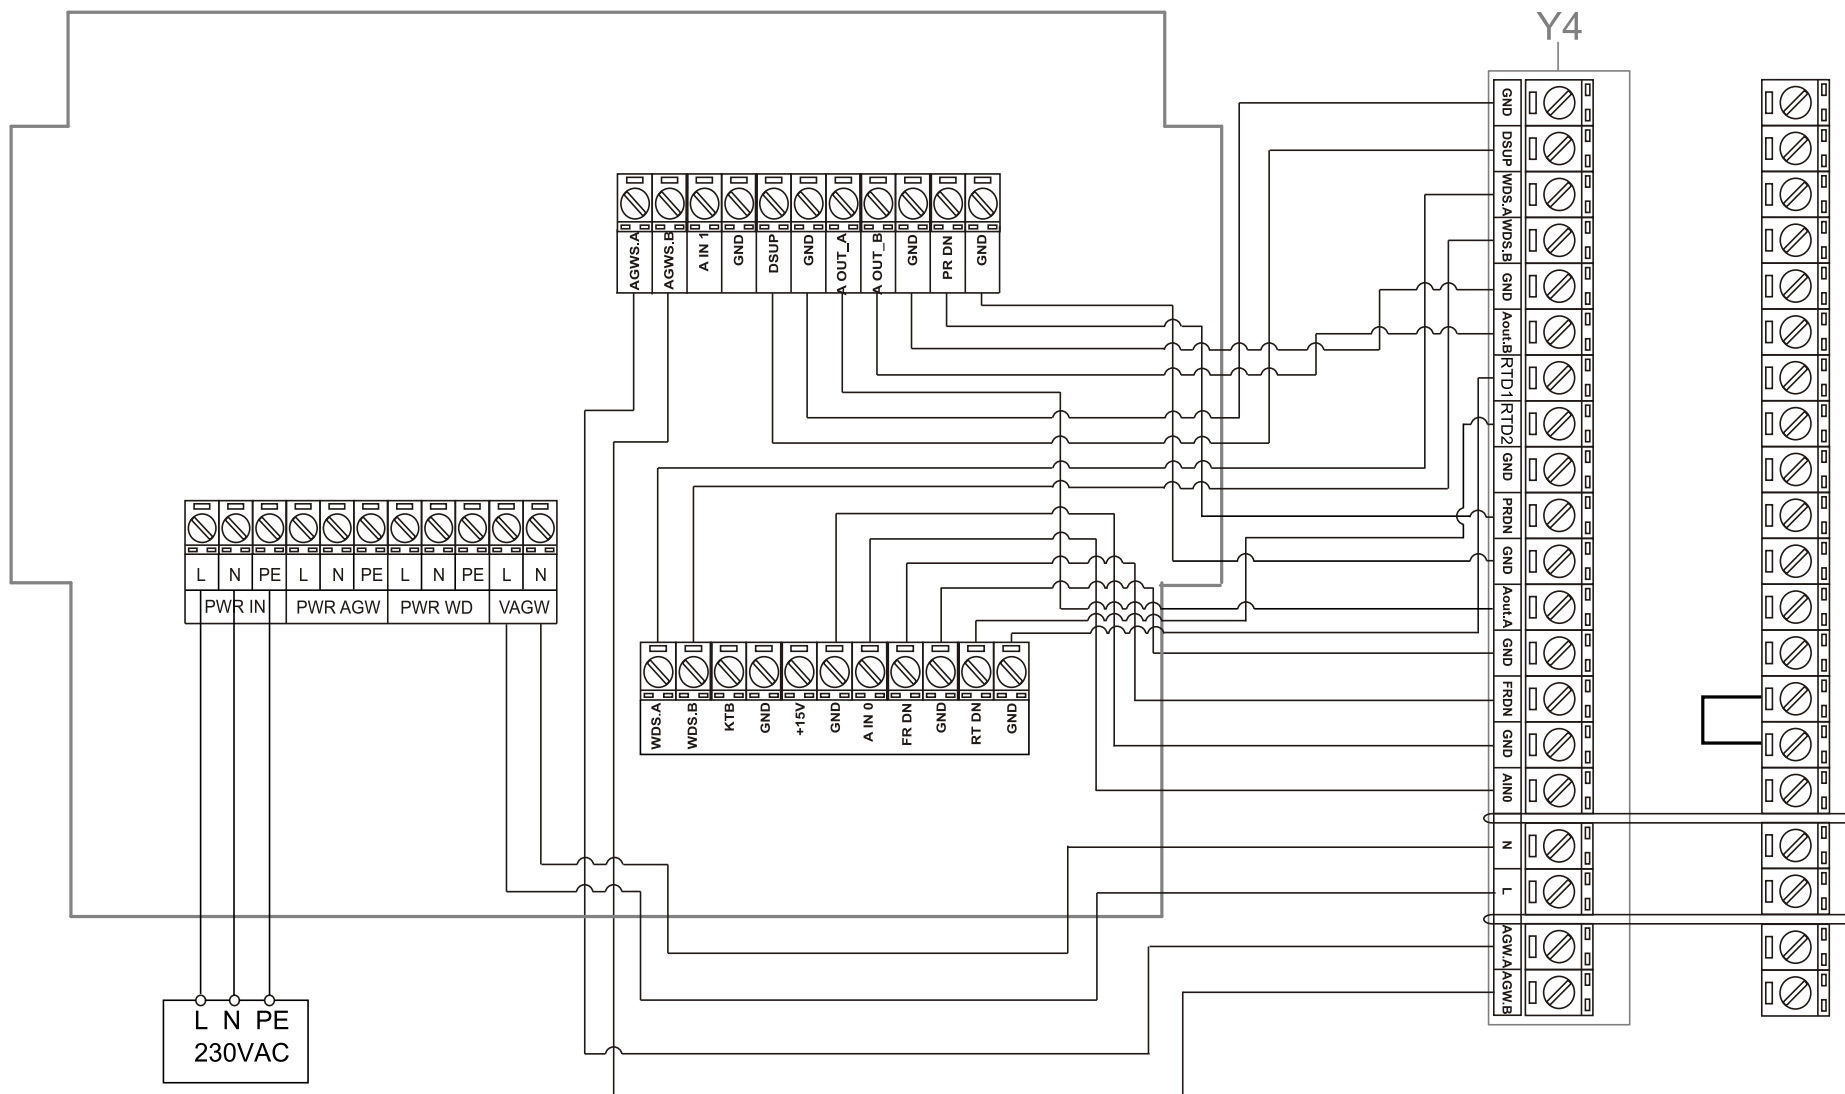 Y4
GND
DSUP
WDS.A
WDS.B
GND
Aout.B
RTD1
RTD2
GND
PRDN
GND
Aout.A
GND
FRDN
GND
AIN0
N
L
AGW.A
AGW.B
AGWS.A
AGWS.B
A IN 1
GND
DSUP
GND
A OUT_A
A OUT_B
GND
PR DN
GND
L N PE L N PE L N PE L N
PWR IN PWR AGW PWR WD VAGW
WDS.A
WDS.B
KTB
GND
+15V
GND
A IN 0
FR DN
GND
RT DN
GND
L N PE
230VAC